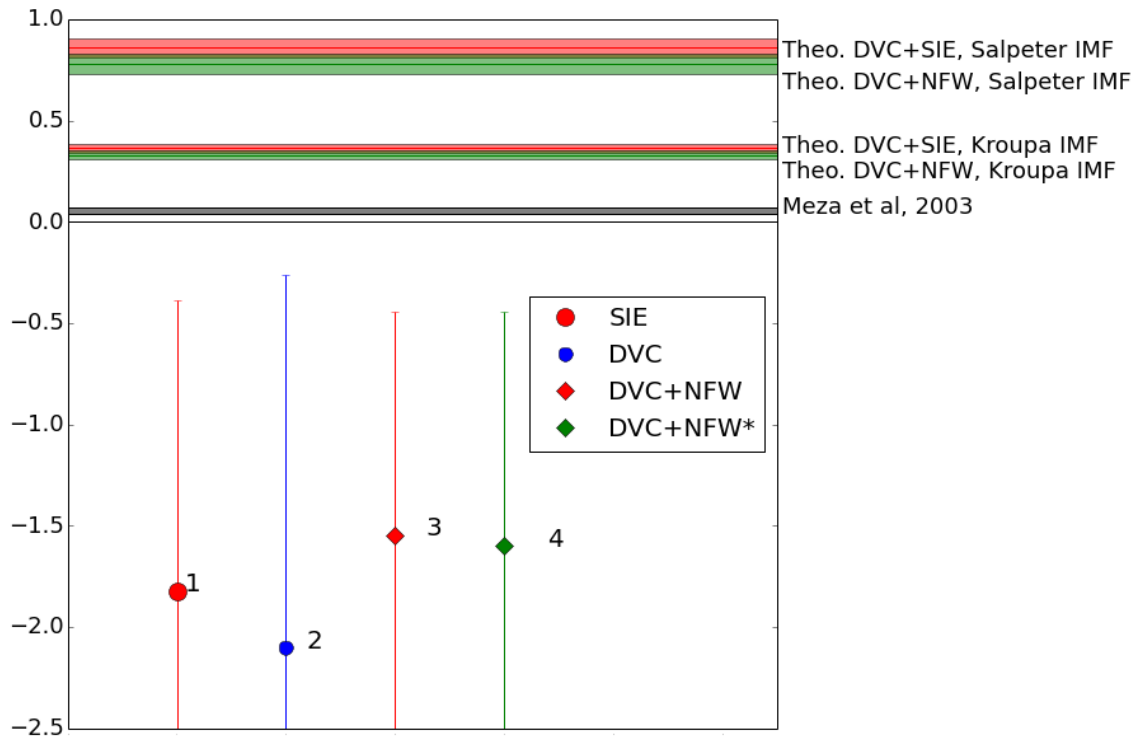 1.0
0.5
0.0
−0.5
−1.0
−1.5
−2.0
−2.5
Theo. DVC+SIE, Salpeter IMF
Theo. DVC+NFW, Salpeter IMF
Theo. DVC+SIE, Kroupa IMF
Theo. DVC+NFW, Kroupa IMF
Meza et al, 2003
SIE
DVC
DVC+NFW
DVC+NFW*
1
2
3
4